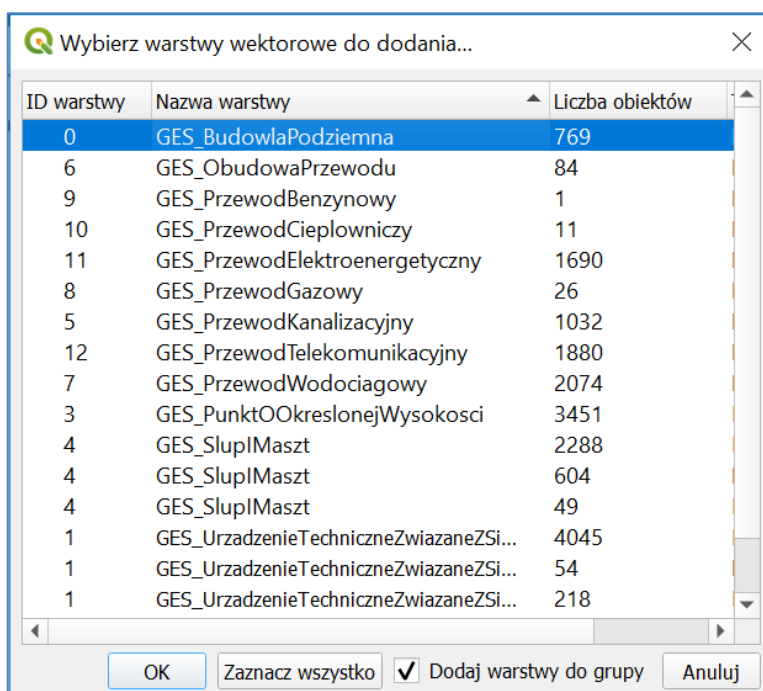 Wybierz warstwy wektorowe do dodania...
ID warstwy Nazwa warstwy Liczba obiektów
0 GES_BudowlaPodziemna 769
6 GES_ObudowaPrzewodu 84
9 GES_PrzewodBenzynowy 1
10 GES_PrzewodCieplowniczy 11
11 GES_PrzewodElektroenergetyczny 1690
8 GES_PrzewodGazowy 26
5 GES_PrzewodKanalizacyjny 1032
12 GES_PrzewodTelekomunikacyjny 1880
7 GES_PrzewodWodociagowy 2074
3 GES_PunktOOkreslonejWysokosci 3451
4 GES_SlupIMaszt 2288
4 GES_SlupIMaszt 604
4 GES_SlupIMaszt 49
1 GES_UrzadzenieTechniczneZwiazaneZSi... 4045
1 GES_UrzadzenieTechniczneZwiazaneZSi... 54
1 GES_UrzadzenieTechniczneZwiazaneZSi... 218
OK Zaznacz wszystko Dodaj warstwy do grupy Anuluj